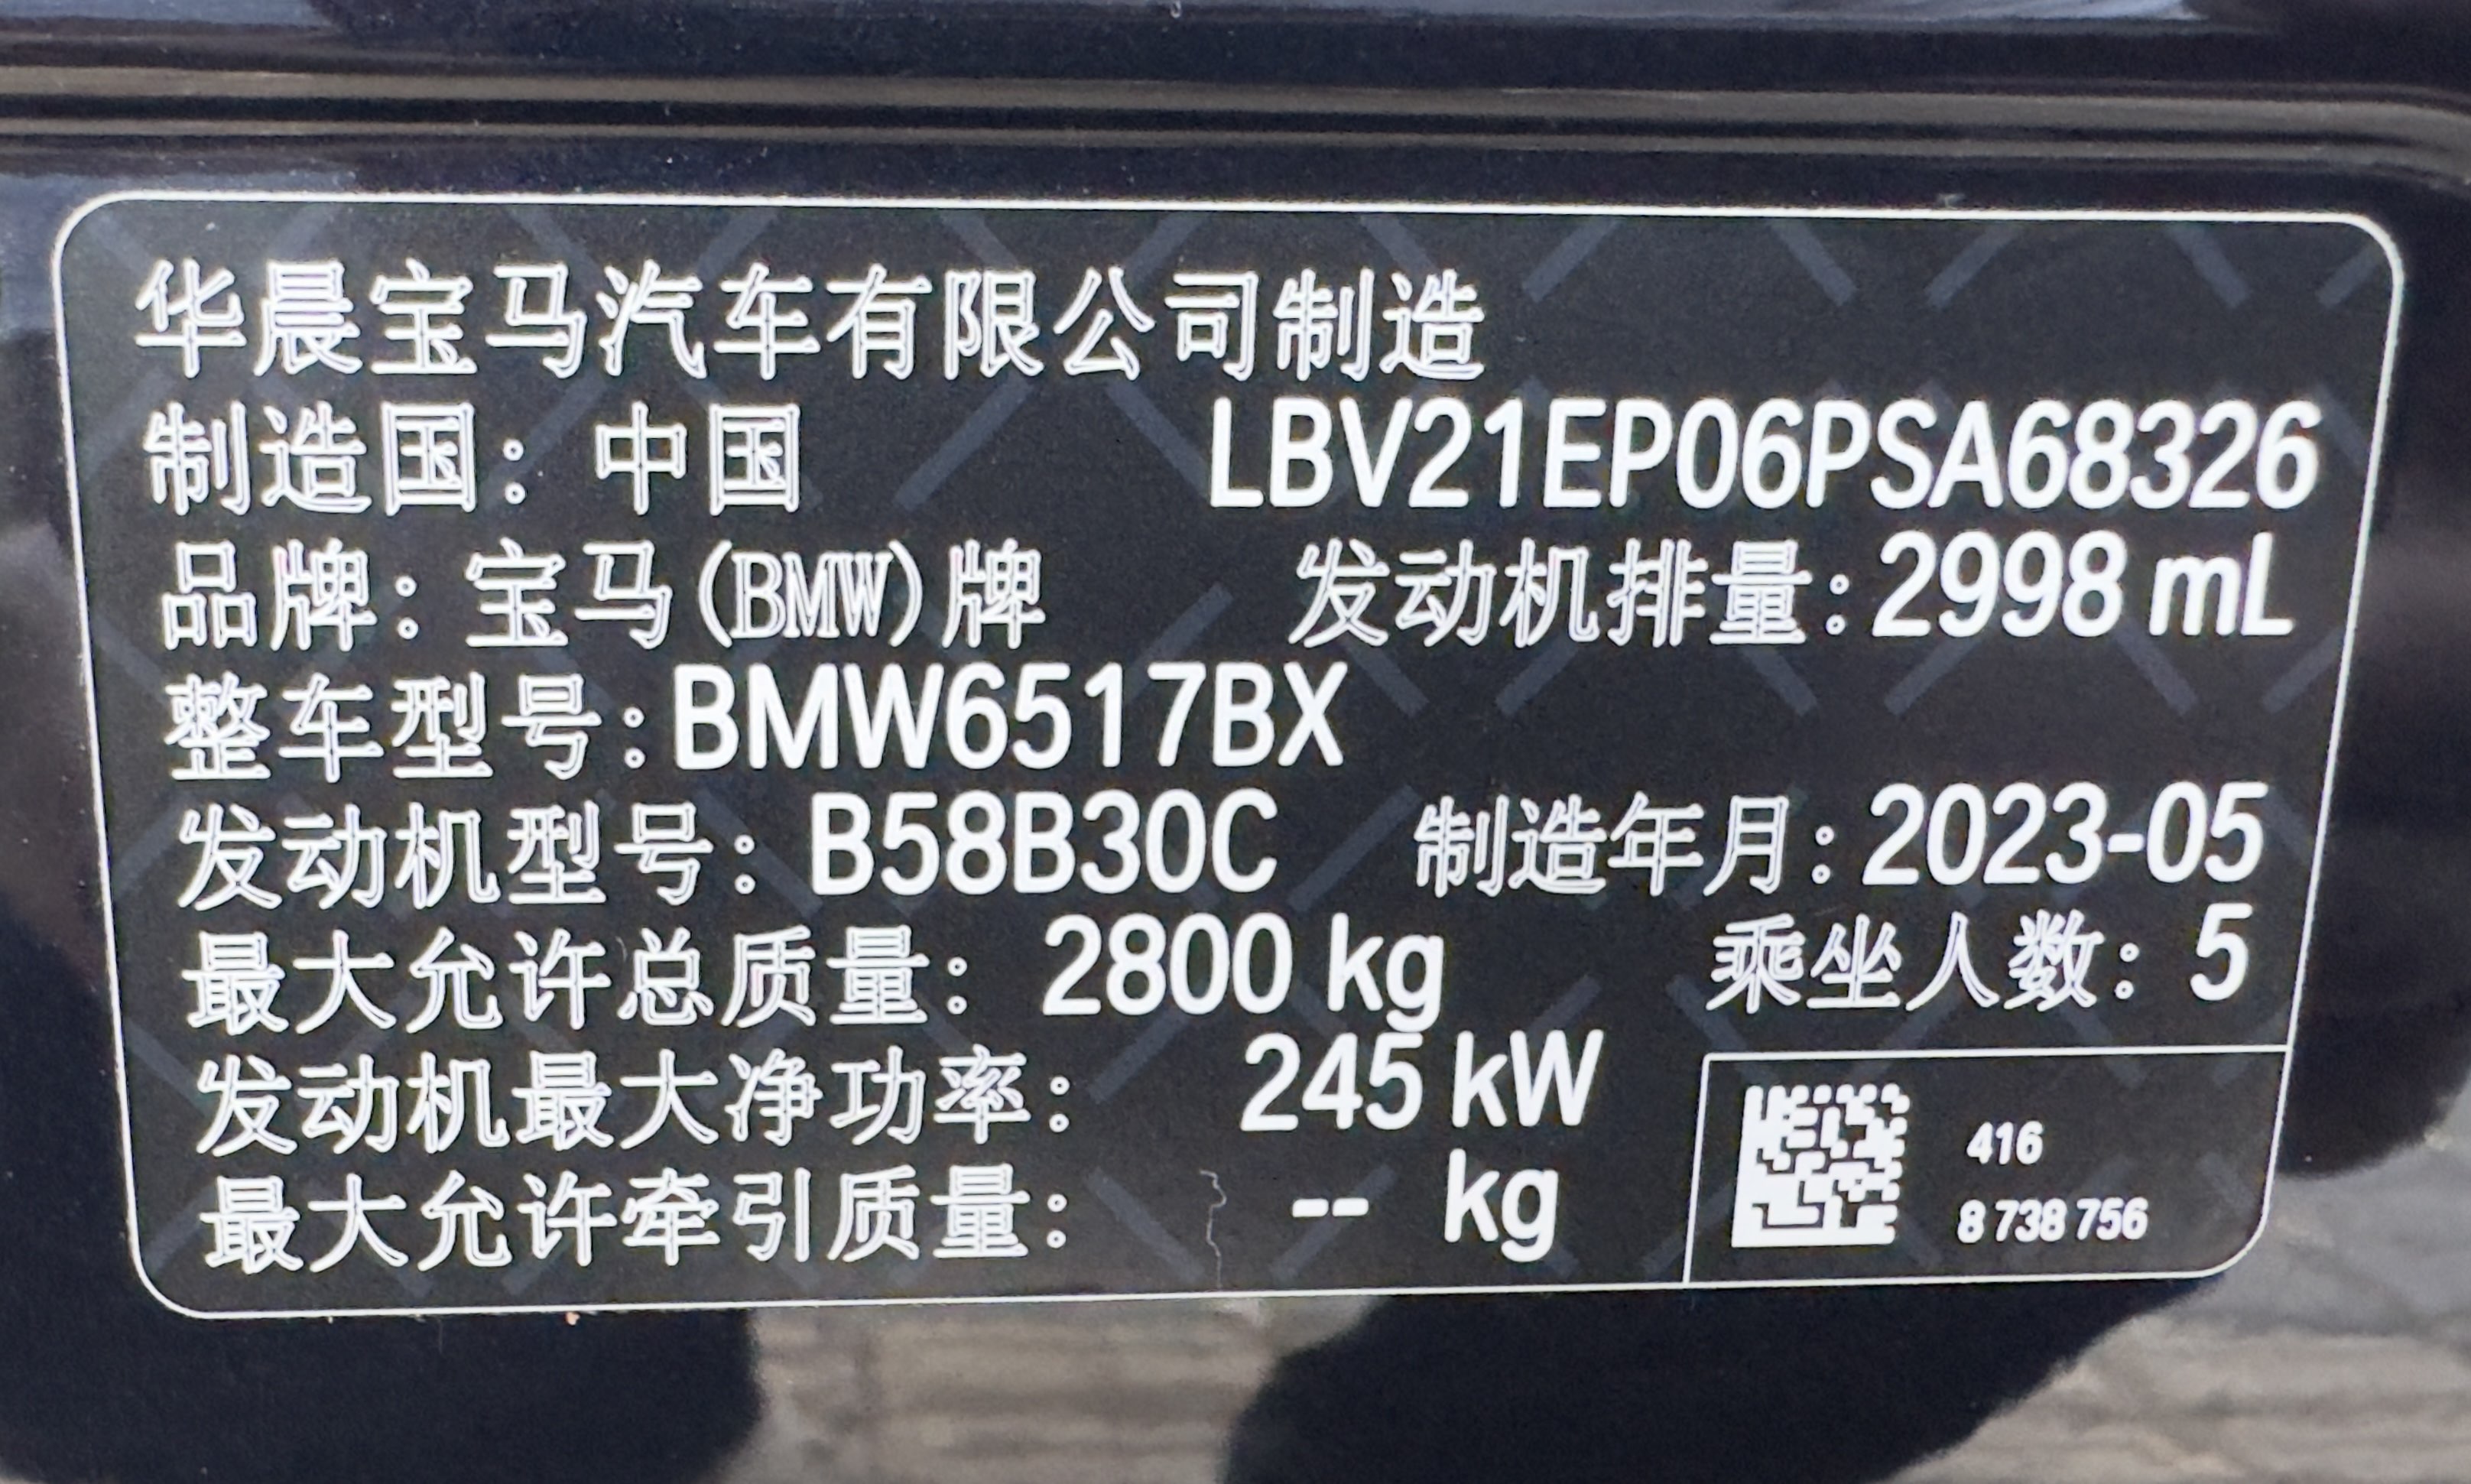 华晨宝马汽车有限公司制造
制造国：中国 LBV21EP06PSA68326
品牌：宝马(BMW)牌 发动机排量：2998 mL
整车型号：BMW6517BX
发动机型号：B58B30C 制造年月：2023-05
最大允许总质量：2800 kg 乘坐人数：5
发动机最大净功率：245 kW
最大允许牵引质量：-- kg
416
8 738 756